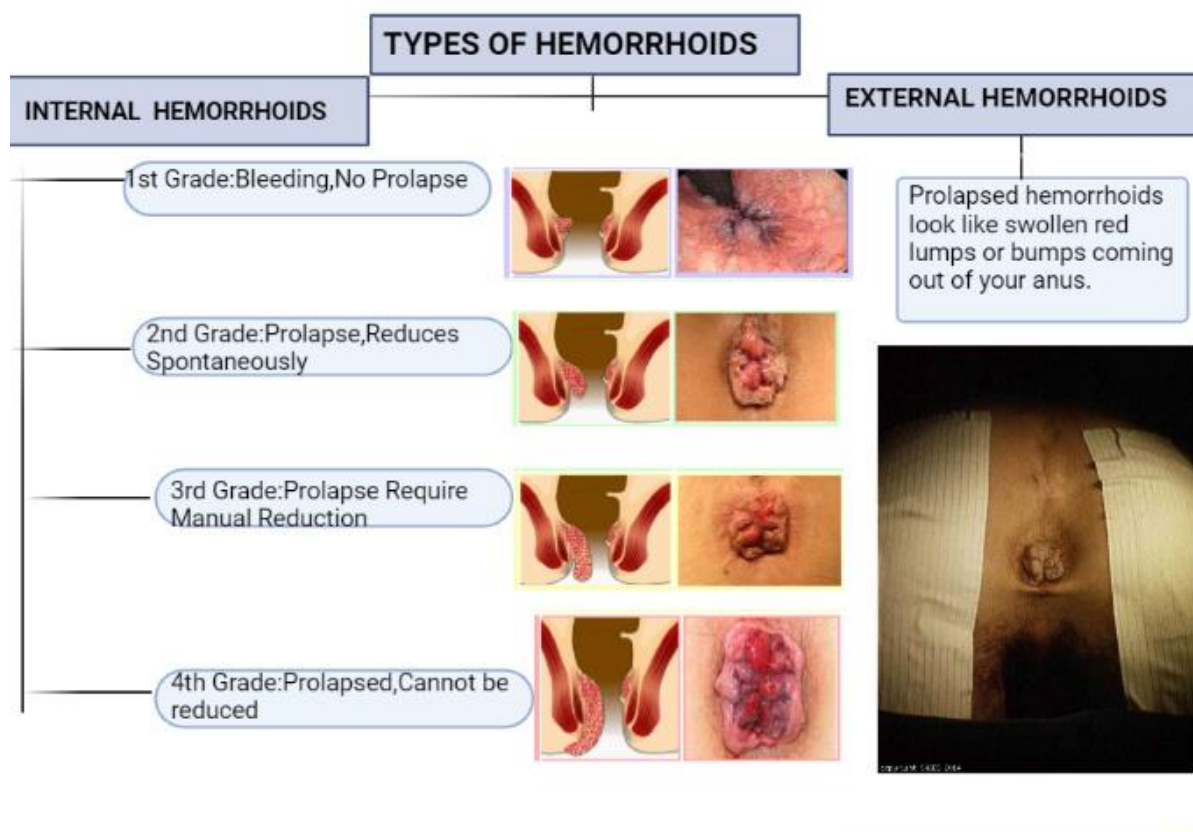 TYPES OF HEMORRHOIDS
INTERNAL  HEMORRHOIDS
EXTERNAL HEMORRHOIDS
1st Grade:Bleeding,No Prolapse
2nd Grade:Prolapse,Reduces
Spontaneously
3rd Grade:Prolapse Require
Manual Reduction
4th Grade:Prolapsed,Cannot be
reduced
Prolapsed hemorrhoids
look like swollen red
lumps or bumps coming
out of your anus.